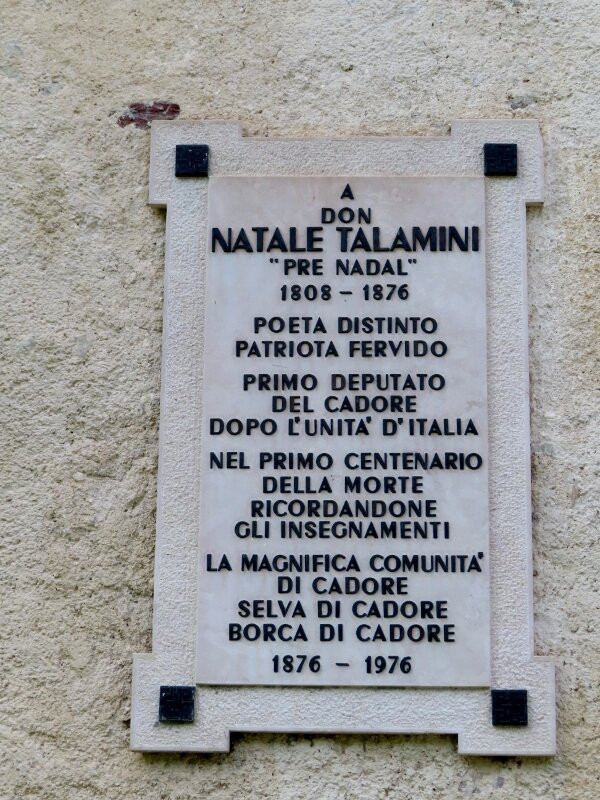 A
DON
NATALE TALAMINI
"PRE NADAL"
1808 – 1876
POETA DISTINTO
PATRIOTA FERVIDO
PRIMO DEPUTATO
DEL CADORE
DOPO L'UNITA' D'ITALIA
NEL PRIMO CENTENARIO
DELLA MORTE
RICORDANDONE
GLI INSEGNAMENTI
LA MAGNIFICA COMUNITA'
DI CADORE
SELVA DI CADORE
BORCA DI CADORE
1876 – 1976